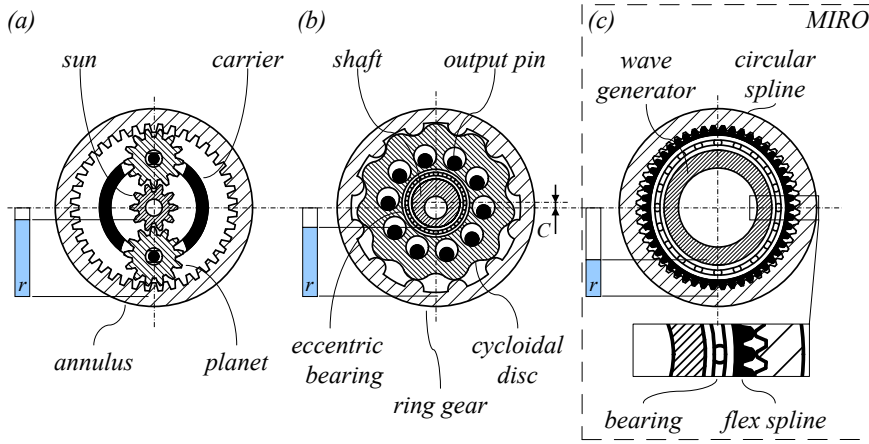 (a)
sun
carrier
r
annulus
planet
(b)
shaft
output pin
C
r
eccentric
bearing
cycloidal
disc
ring gear
(c)
MIRO
wave
generator
circular
spline
r
bearing
flex spline